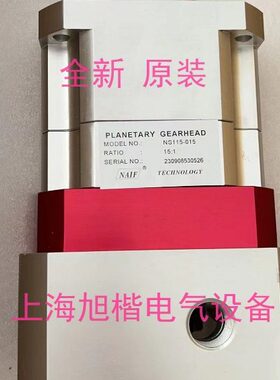 全新 原装
PLANETARY GEARHEAD
MODEL NO.: NG115-015
RATIO : 15:1
SERIAL NO.: 230908530526
NAIF® TECHNOLOGY
上海旭楷电气设备